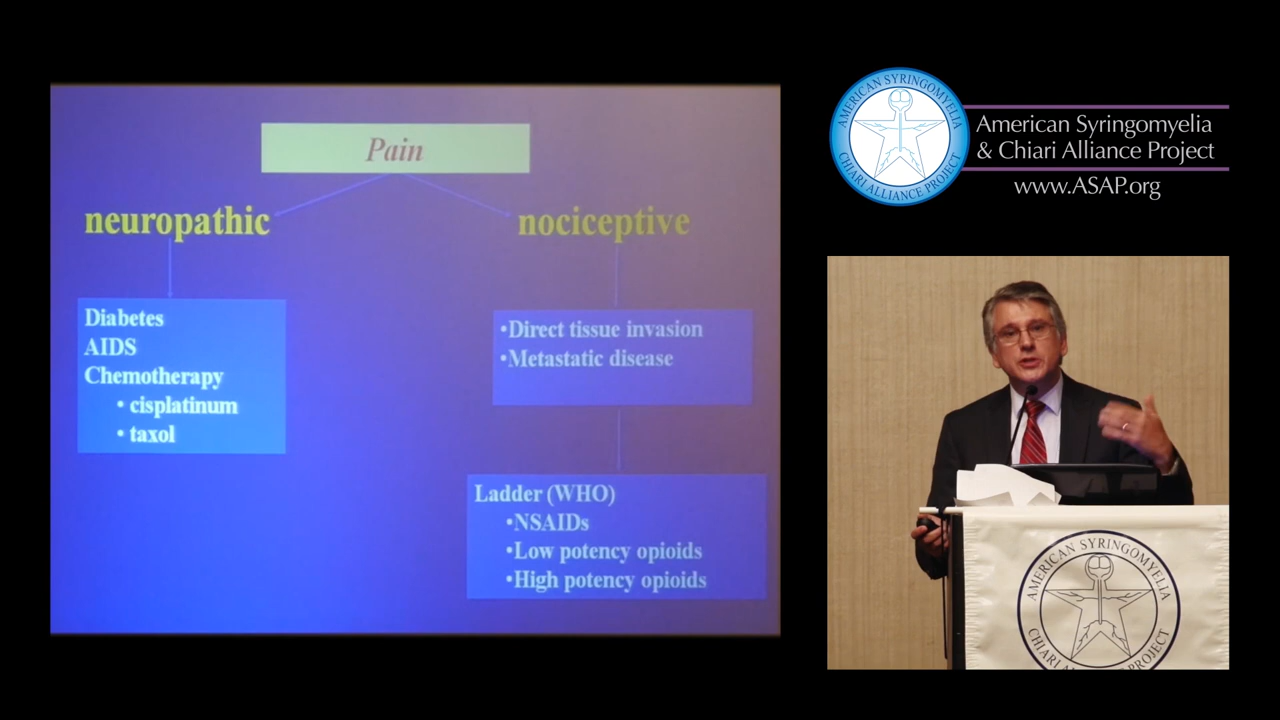 Pain
neuropathic
nociceptive
Diabetes
AIDS
Chemotherapy
• cisplatinum
• taxol
•Direct tissue invasion
•Metastatic disease
Ladder (WHO)
•NSAIDs
•Low potency opioids
•High potency opioids
AMERICAN SYRINGOMYELIA
CHIARI ALLIANCE PROJECT
American Syringomyelia
& Chiari Alliance Project
www.ASAP.org
AMERICAN SYRINGOMYELIA
CHIARI ALLIANCE PROJECT